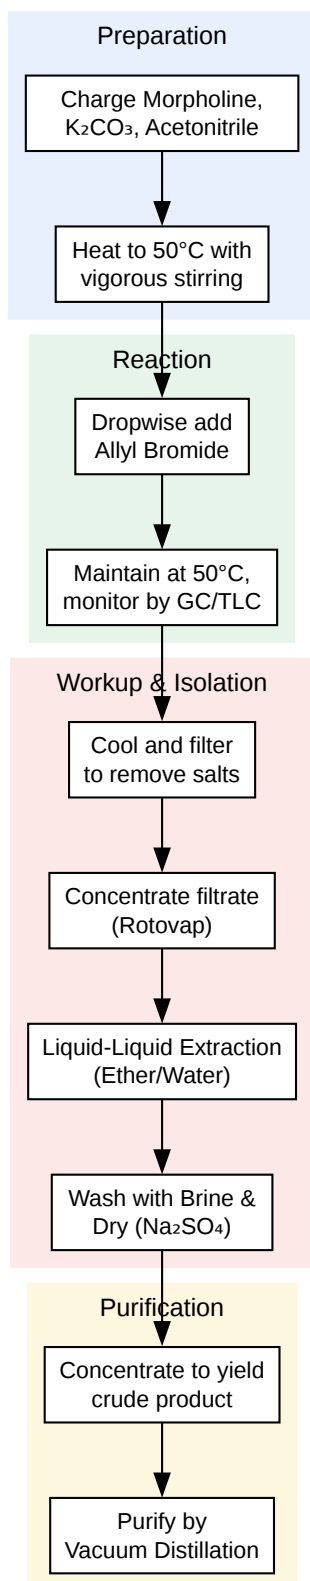 Preparation
Charge Morpholine,
K₂CO₃, Acetonitrile
Heat to 50°C with
vigorous stirring
Reaction
Dropwise add
Allyl Bromide
Maintain at 50°C,
monitor by GC/TLC
Workup & Isolation
Cool and filter
to remove salts
Concentrate filtrate
(Rotovap)
Liquid-Liquid Extraction
(Ether/Water)
Wash with Brine &
Dry (Na₂SO₄)
Purification
Concentrate to yield
crude product
Purify by
Vacuum Distillation